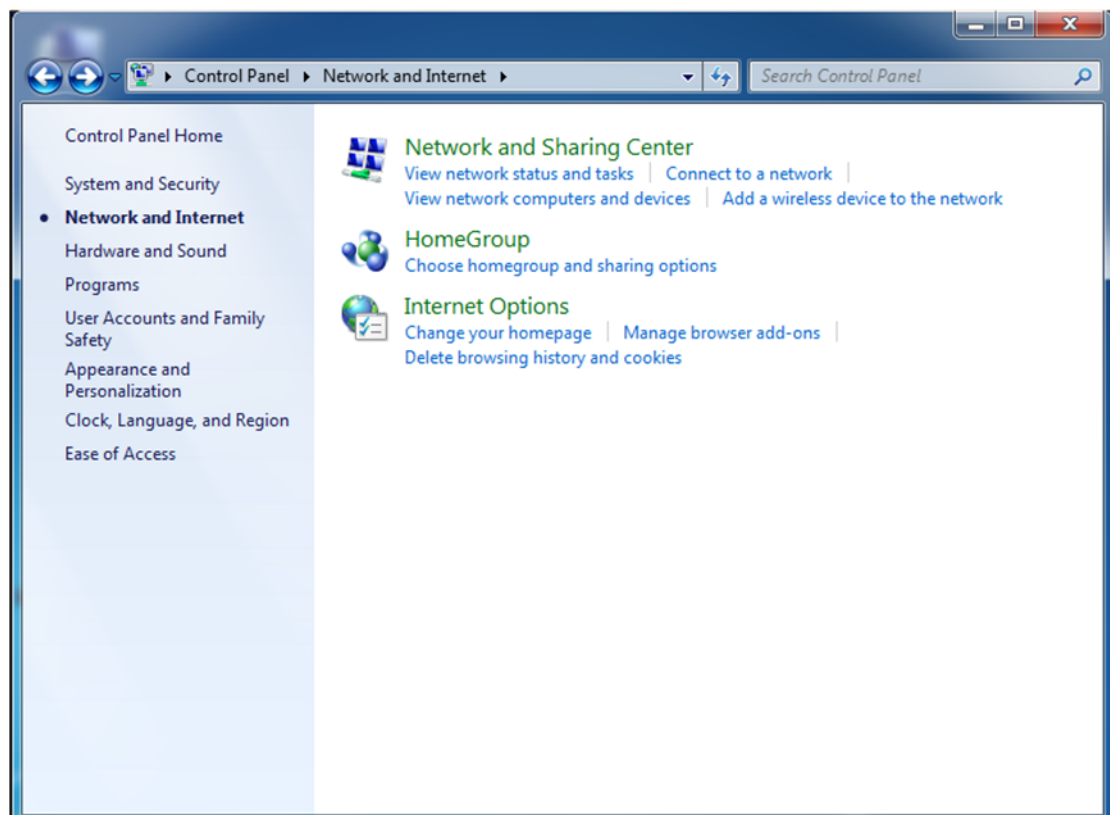 Control Panel Network and Internet
Search Control Panel
Control Panel Home
System and Security
Network and Internet
Hardware and Sound
Programs
User Accounts and Family
Safety
Appearance and
Personalization
Clock, Language, and Region
Ease of Access
Network and Sharing Center
View network status and tasks Connect to a network
View network computers and devices Add a wireless device to the network
HomeGroup
Choose homegroup and sharing options
Internet Options
Change your homepage Manage browser add-ons
Delete browsing history and cookies